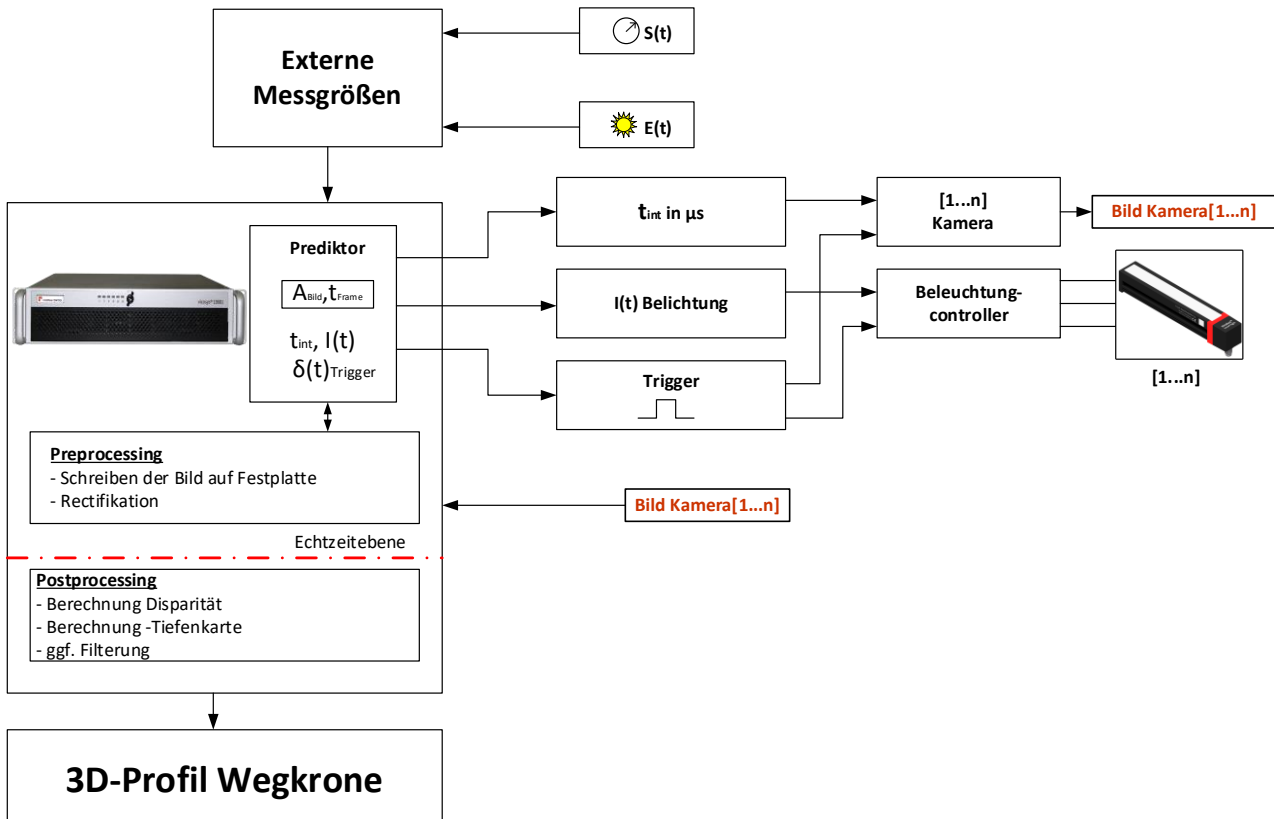 Externe
Messgrößen
S(t)
E(t)
Prediktor
ABild,tFrame
tint, I(t)
δ(t)Trigger
tint in µs
I(t) Belichtung
Trigger
[1...n]
Kamera
Bild Kamera[1...n]
Beleuchtung-
controller
[1...n]
Preprocessing
- Schreiben der Bild auf Festplatte
- Rectifikation
Bild Kamera[1...n]
Echtzeitebene
Postprocessing
- Berechnung Disparität
- Berechnung -Tiefenkarte
- ggf. Filterung
3D-Profil Wegkrone